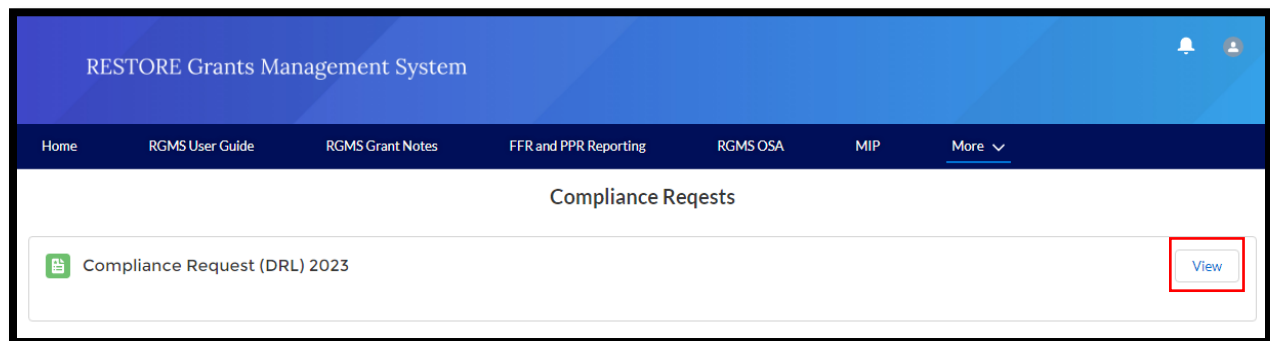 RESTORE Grants Management System
Home RGMS User Guide RGMS Grant Notes FFR and PPR Reporting RGMS OSA MIP More
Compliance Reqests
Compliance Request (DRL) 2023
View